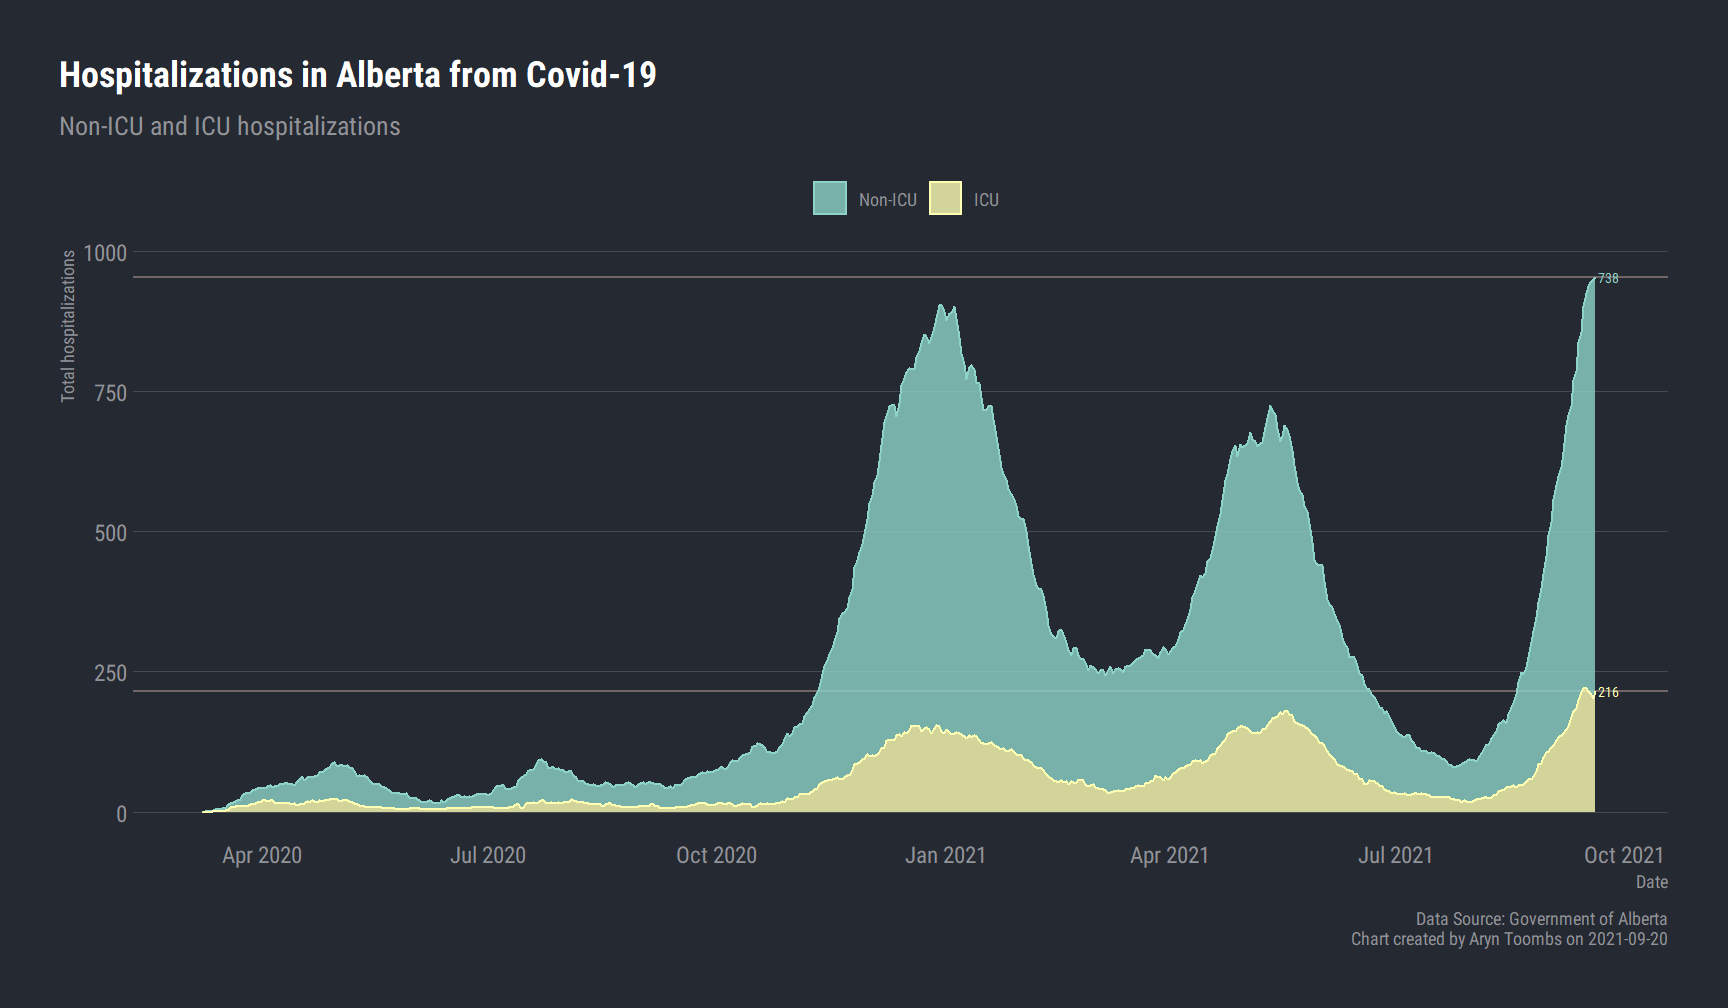 Hospitalizations in Alberta from Covid-19
Non-ICU and ICU hospitalizations
Non-ICU
ICU
Total hospitalizations
1000
750
500
250
0
738
216
Apr 2020
Jul 2020
Oct 2020
Jan 2021
Apr 2021
Jul 2021
Oct 2021
Date
Data Source: Government of Alberta
Chart created by Aryn Toombs on 2021-09-20